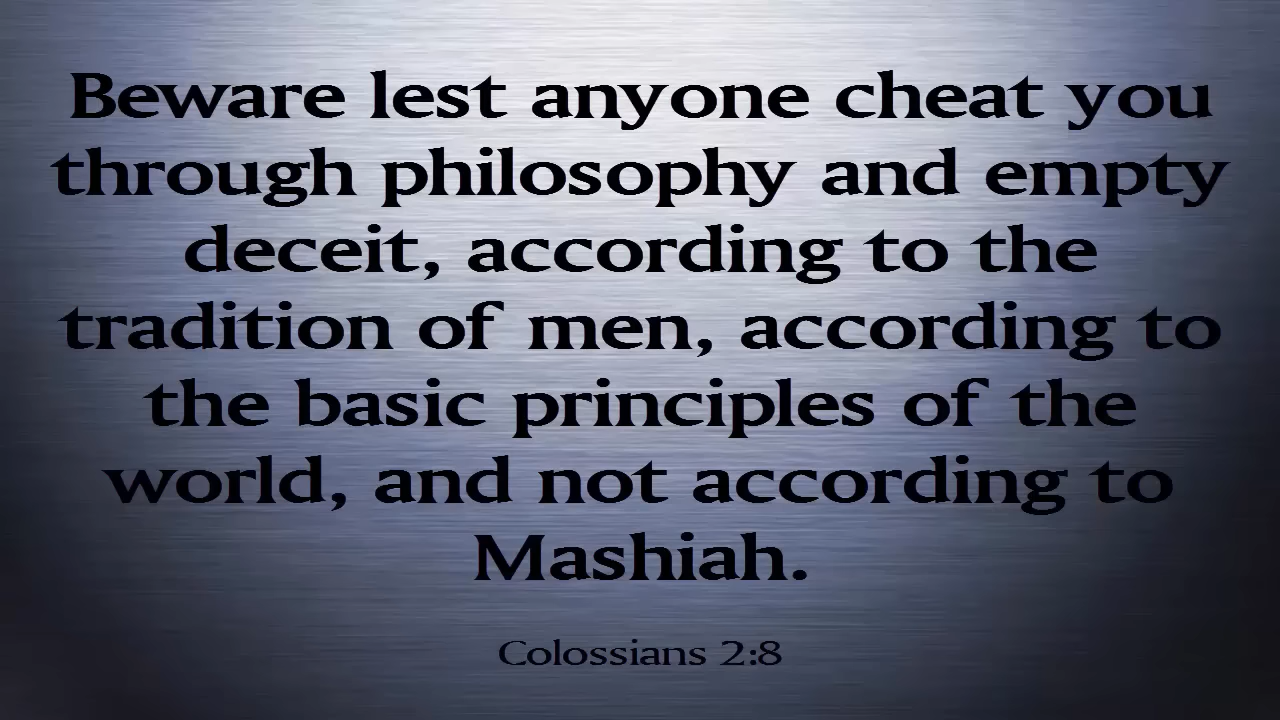 Beware lest anyone cheat you
through philosophy and empty
deceit, according to the
tradition of men, according to
the basic principles of the
world, and not according to
Mashiah.
Colossians 2:8